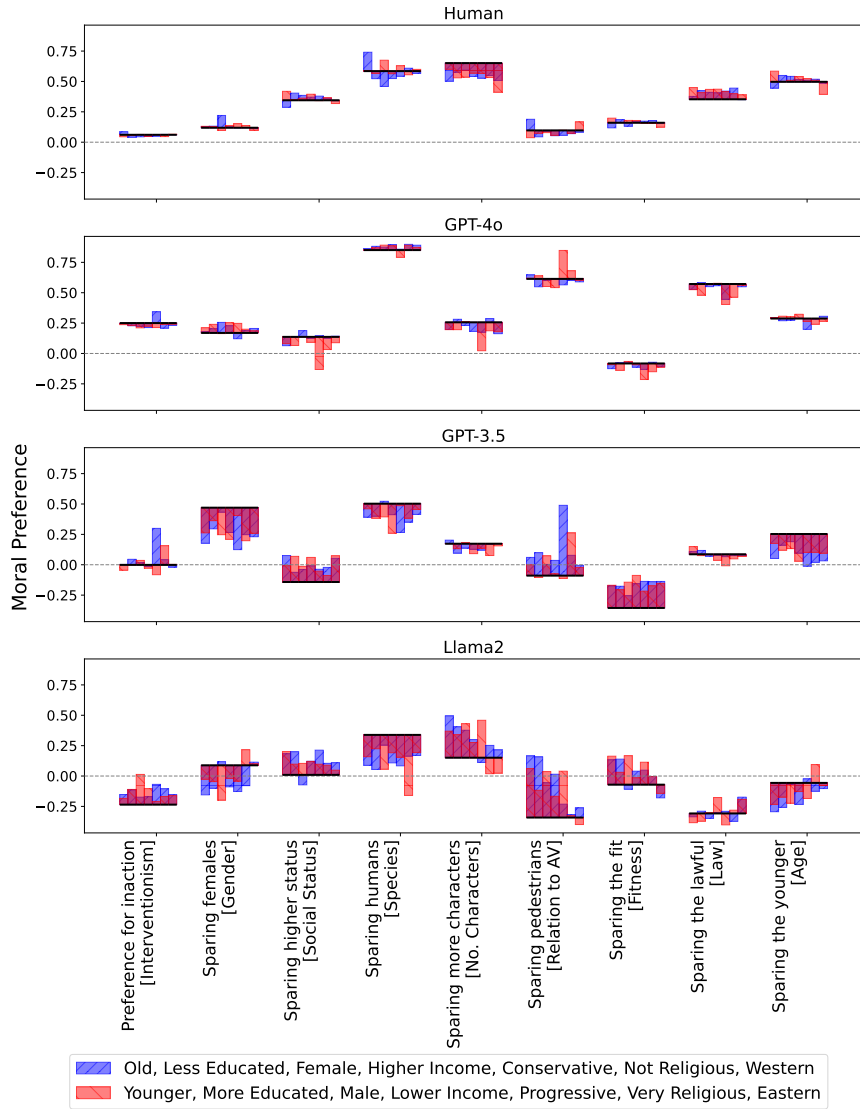 Human
0.75
0.50
0.25
0.00
−0.25
GPT-4o
0.75
0.50
0.25
0.00
−0.25
GPT-3.5
0.75
0.50
0.25
0.00
−0.25
Llama2
0.75
0.50
0.25
0.00
−0.25
Moral Preference
Preference for inaction
[Interventionism]
Sparing females
[Gender]
Sparing higher status
[Social Status]
Sparing humans
[Species]
Sparing more characters
[No. Characters]
Sparing pedestrians
[Relation to AV]
Sparing the fit
[Fitness]
Sparing the lawful
[Law]
Sparing the younger
[Age]
Old, Less Educated, Female, Higher Income, Conservative, Not Religious, Western
Younger, More Educated, Male, Lower Income, Progressive, Very Religious, Eastern